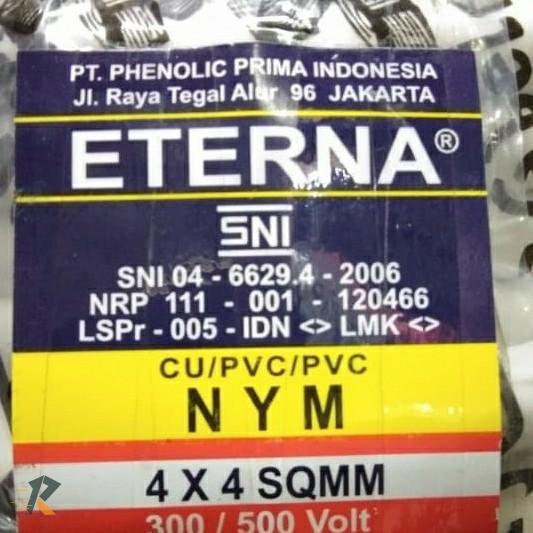 PT. PHENOLIC PRIMA INDONESIA
Jl. Raya Tegal Alur 96 JAKARTA
ETERNA®
SNI
SNI 04 - 6629.4 - 2006
NRP 111 - 001 - 120466
LSPr - 005 - IDN <> LMK <>
CU/PVC/PVC
NYM
4 X 4 SQMM
300 / 500 Volt